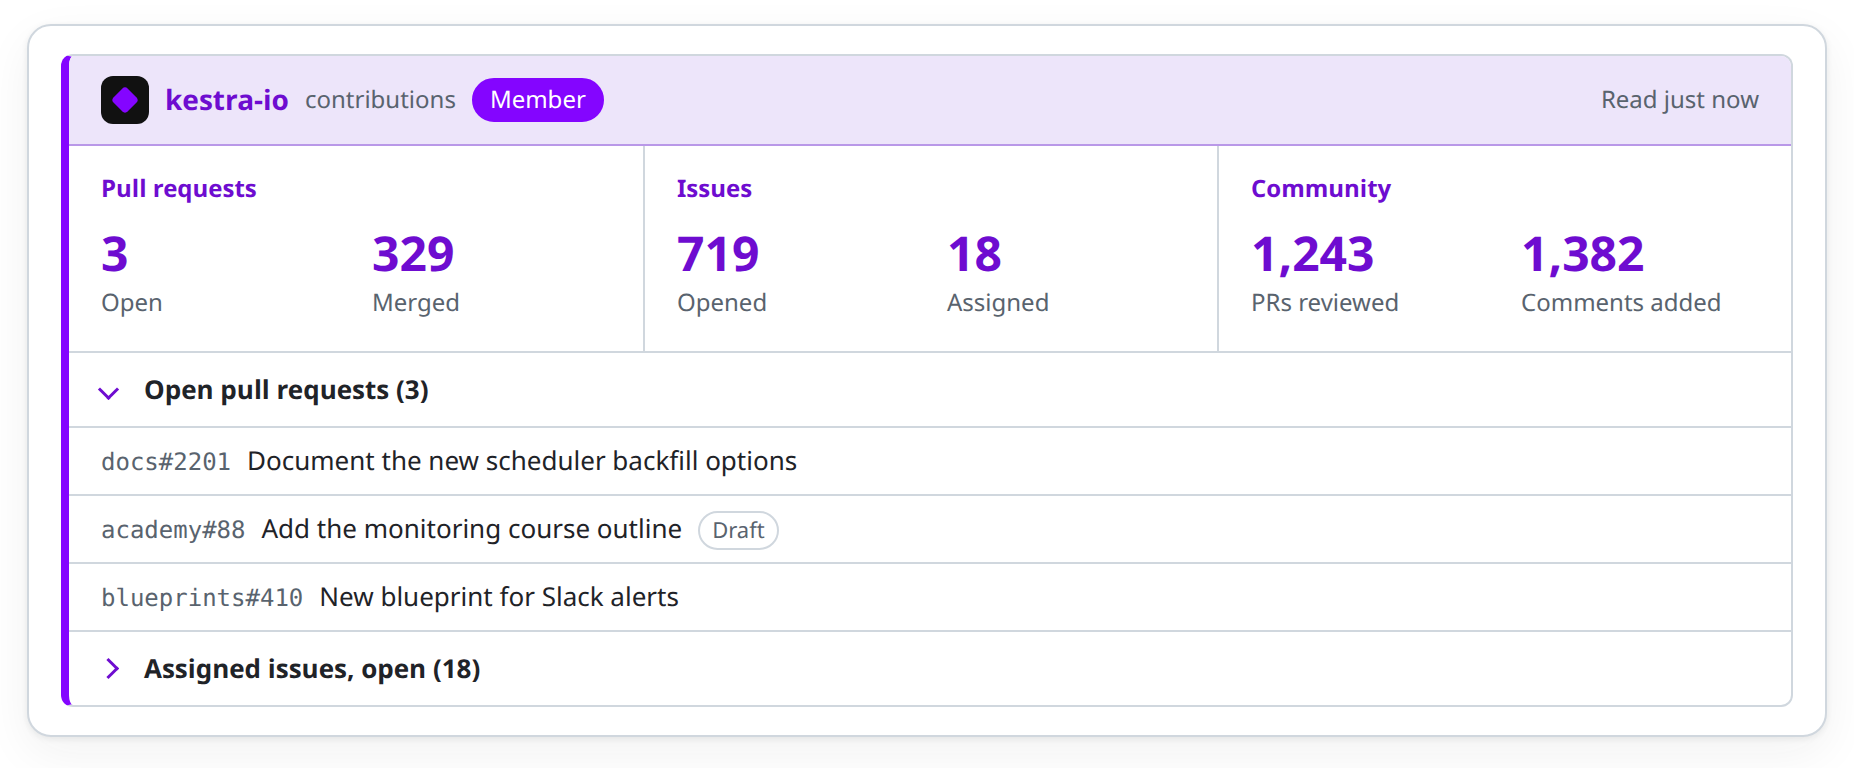 kestra-io contributions Member Read just now
Pull requests Issues Community
3 329 719 18 1,243 1,382
Open Merged Opened Assigned PRs reviewed Comments added
Open pull requests (3)
docs#2201 Document the new scheduler backfill options
academy#88 Add the monitoring course outline Draft
blueprints#410 New blueprint for Slack alerts
Assigned issues, open (18)